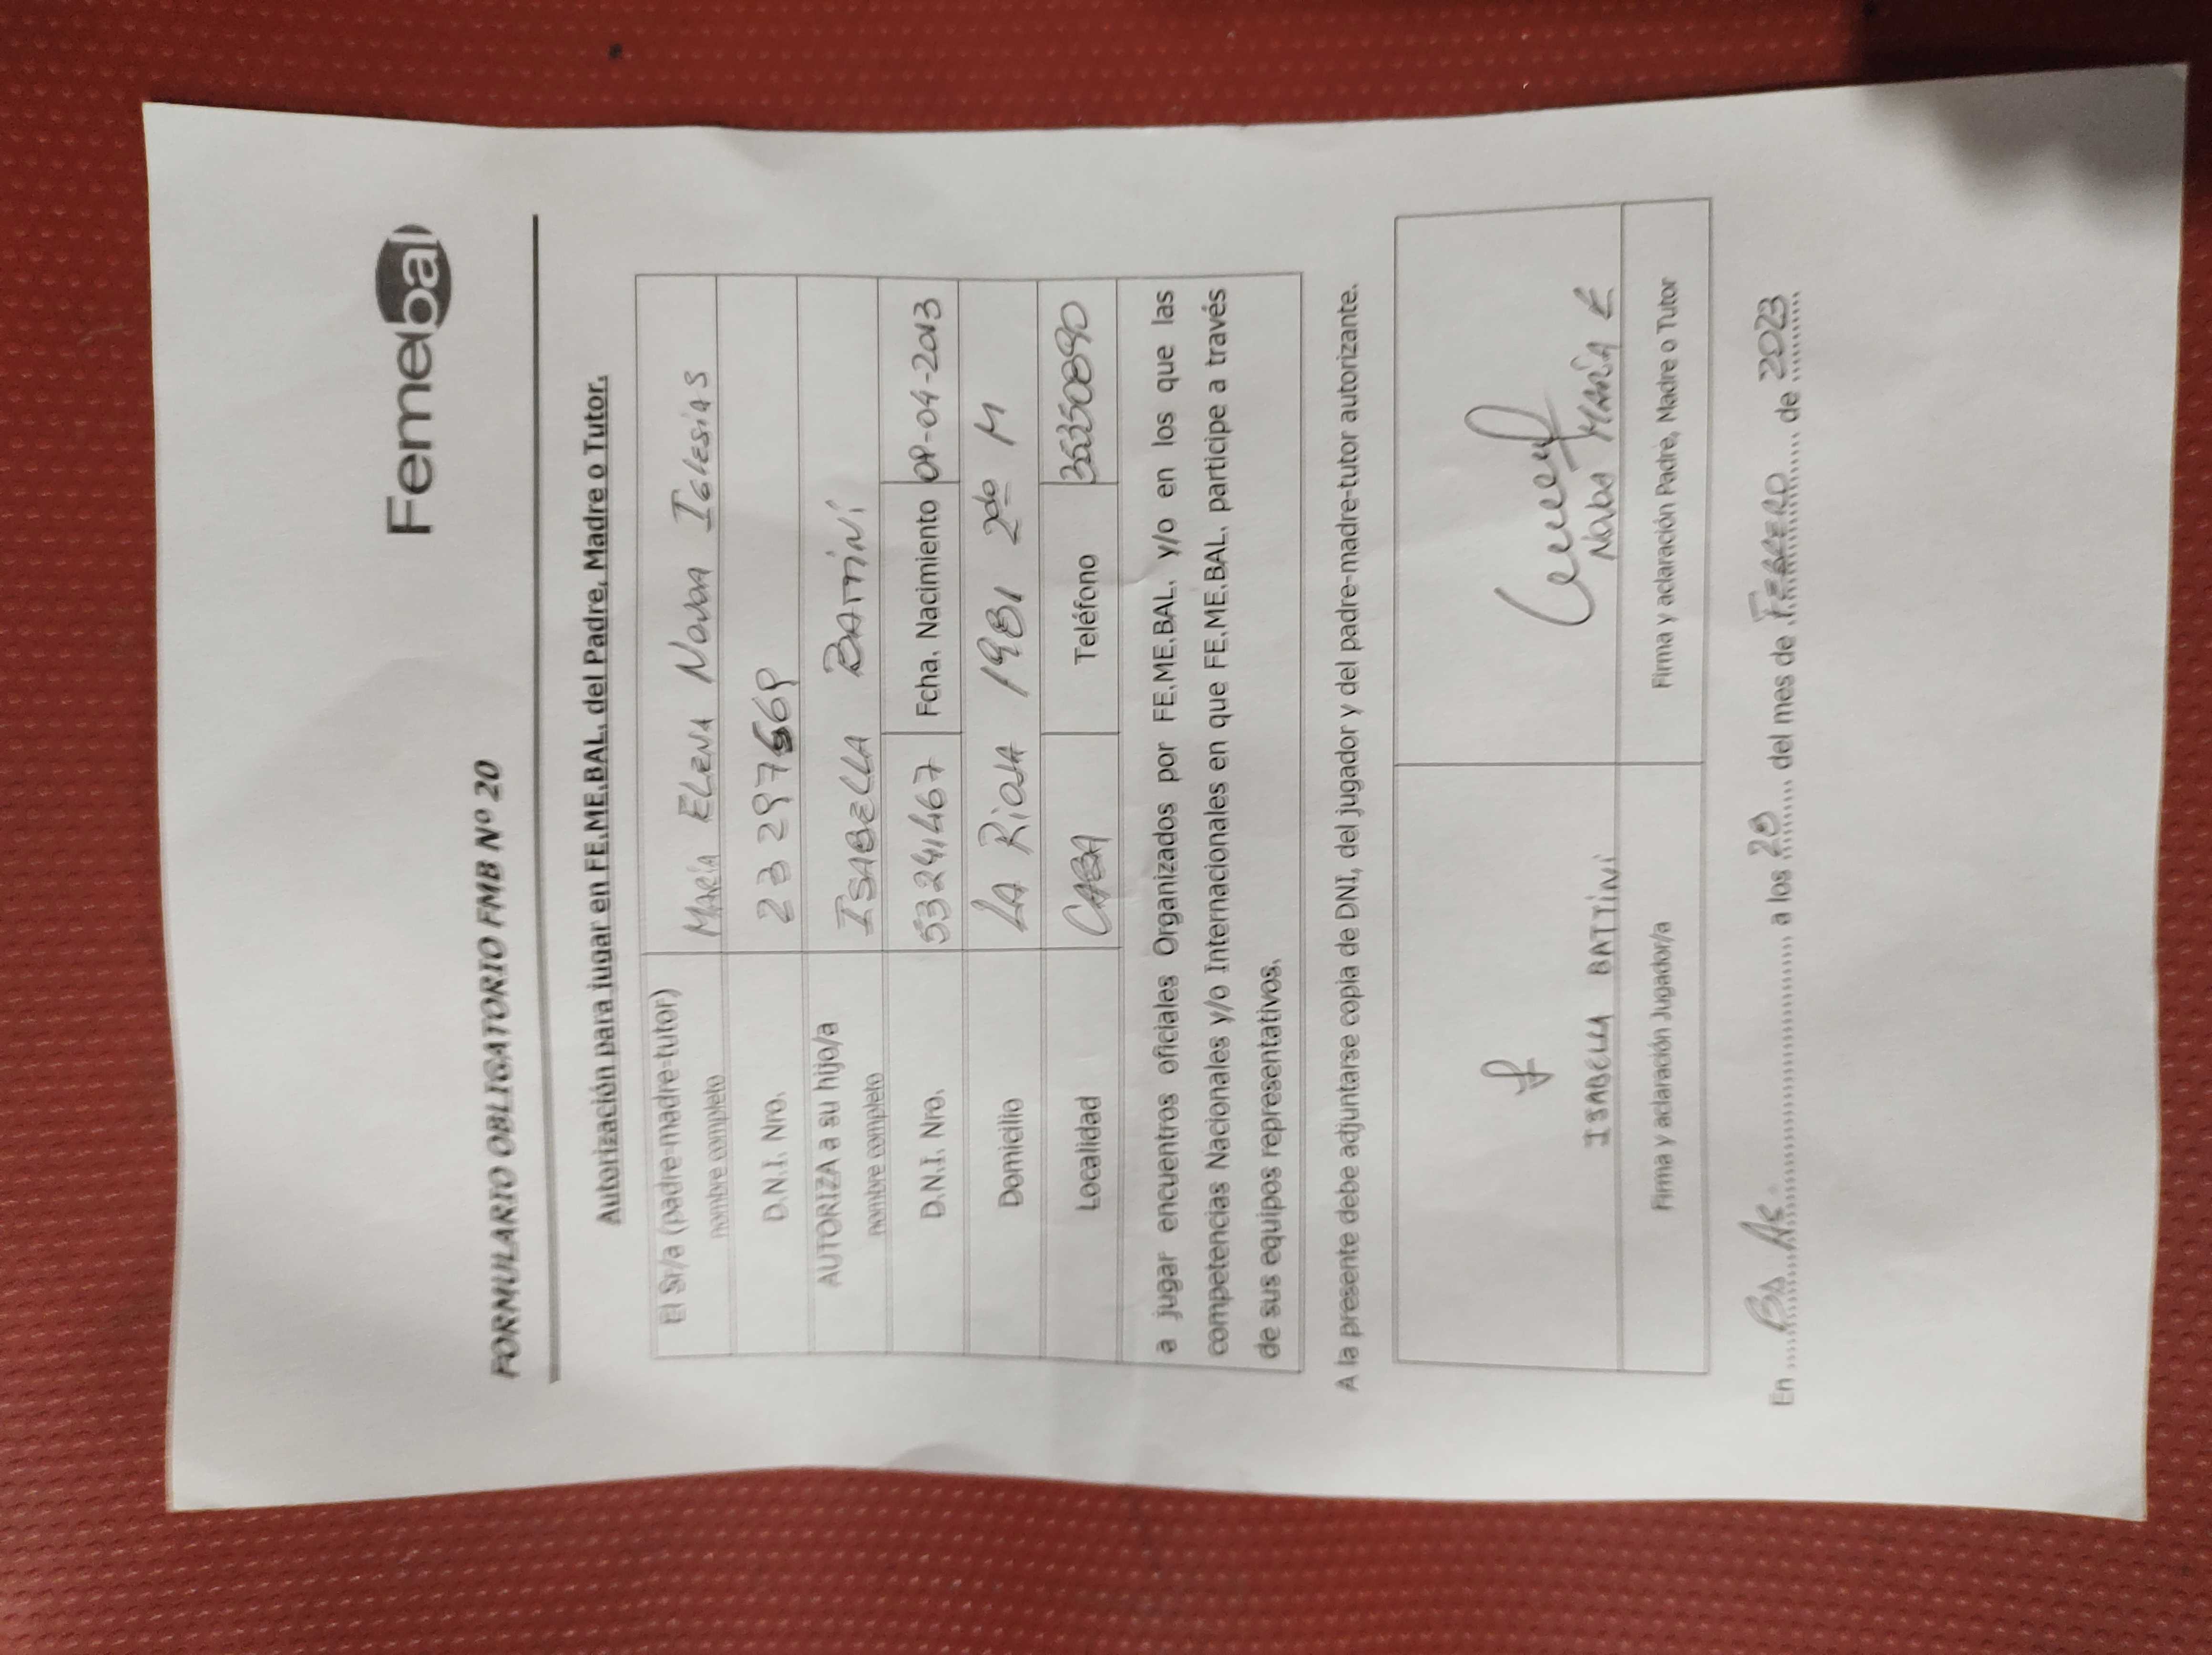 Femebal
FORMULARIO OBLIGATORIO FMB Nº 20
Autorización para jugar en FE.ME.BAL. del Padre, Madre o Tutor.
El Sr/a (padre-madre-tutor)
nombre completo
María Elena Novoa Iglesias
D.N.I. Nro.
AUTORIZA a su hijo/a
nombre completo
ISABELLA BATTINI
D.N.I. Nro. 53241467 Fcha. Nacimiento 09-04-2013
Domicilio LA RIOJA 1981 2do M
Localidad CABA Teléfono
a jugar encuentros oficiales Organizados por FE.ME.BAL. y/o en los que las
competencias Nacionales y/o Internacionales en que FE.ME.BAL. participe a través
de sus equipos representativos.
A la presente debe adjuntarse copia de DNI, del jugador y del padre-madre-tutor autorizante.
ISABELLA BATTINI
Firma y aclaración Jugador/a
MARÍA E
Firma y aclaración Padre, Madre o Tutor
En Bs As a los 20 del mes de FEBRERO de 2023